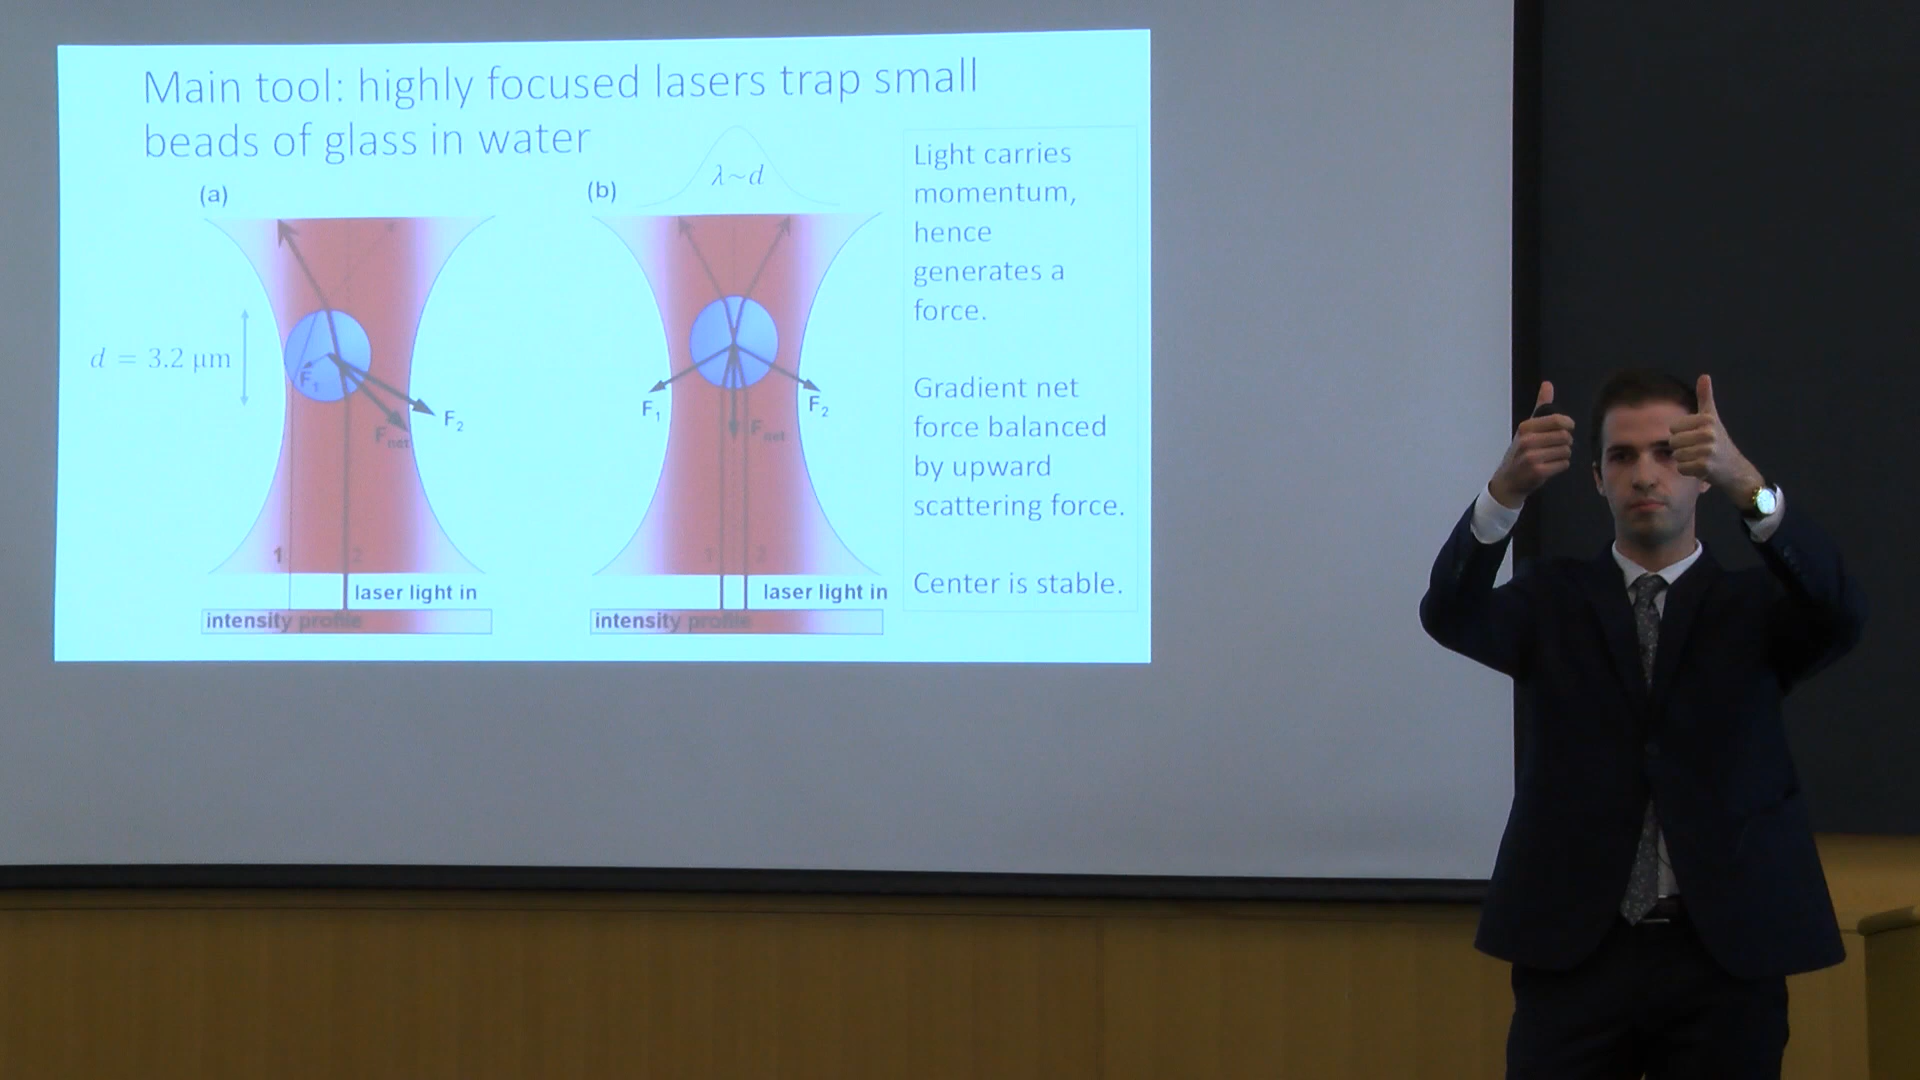 Main tool: highly focused lasers trap small
beads of glass in water
(a)
d = 3.2 μm
F₁
F₂
Fnet
1
2
laser light in
intensity profile
(b)
λ~d
F₁
F₂
Fnet
1
2
laser light in
intensity profile
Light carries
momentum,
hence
generates a
force.
Gradient net
force balanced
by upward
scattering force.
Center is stable.